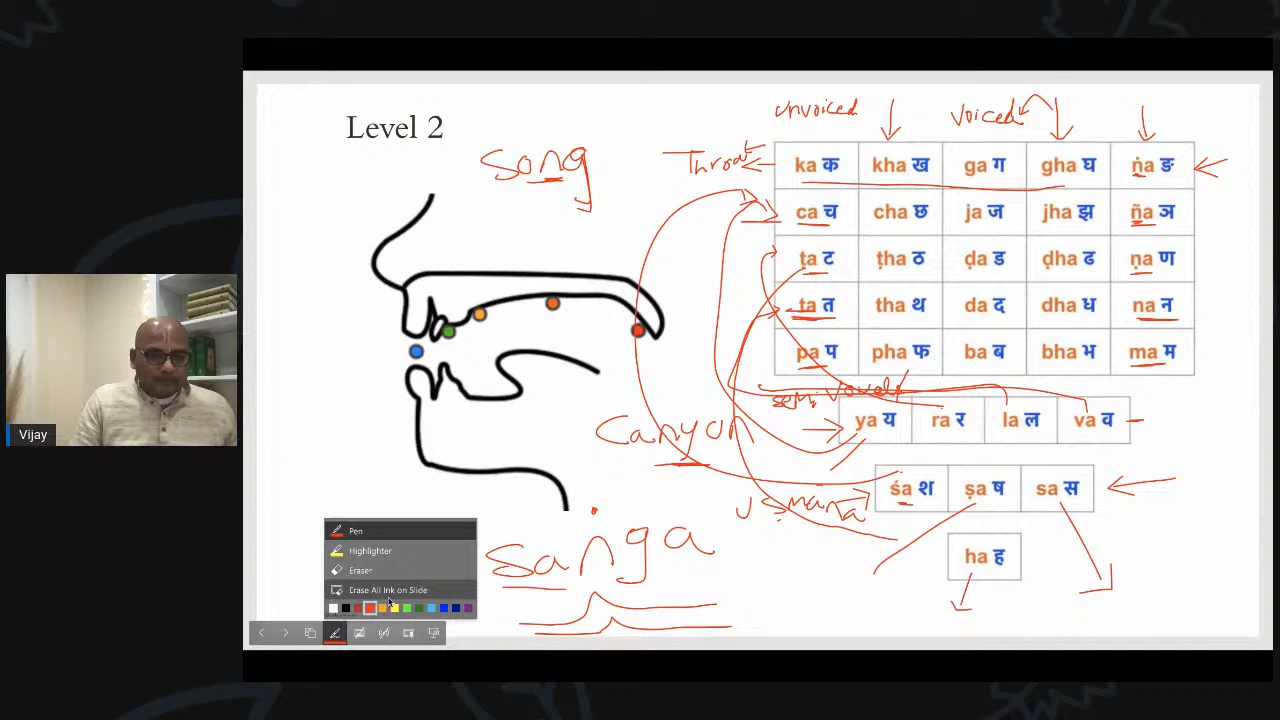 Level 2
song
unvoiced
voiced
Throat
ka क kha ख ga ग gha घ ṅa ङ
ca च cha छ ja ज jha झ ña ञ
ṭa ट ṭha ठ ḍa ड ḍha ढ ṇa ण
ta त tha थ da द dha ध na न
pa प pha फ ba ब bha भ ma म
semi vowels
ya य ra र la ल va व
Canyon
śa श ṣa ष sa स
uṣmana
ha ह
saṅga
Vijay
Pen
Highlighter
Eraser
Erase All Ink on Slide